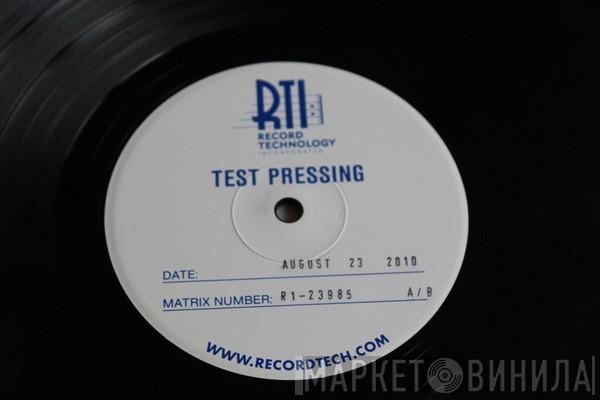 RTI
RECORD
TECHNOLOGY
INCORPORATED
TEST PRESSING
DATE: AUGUST 23 2010
MATRIX NUMBER: R1-23985 A/B
WWW.RECORDTECH.COM
МАРКЕТ ВИНИЛА